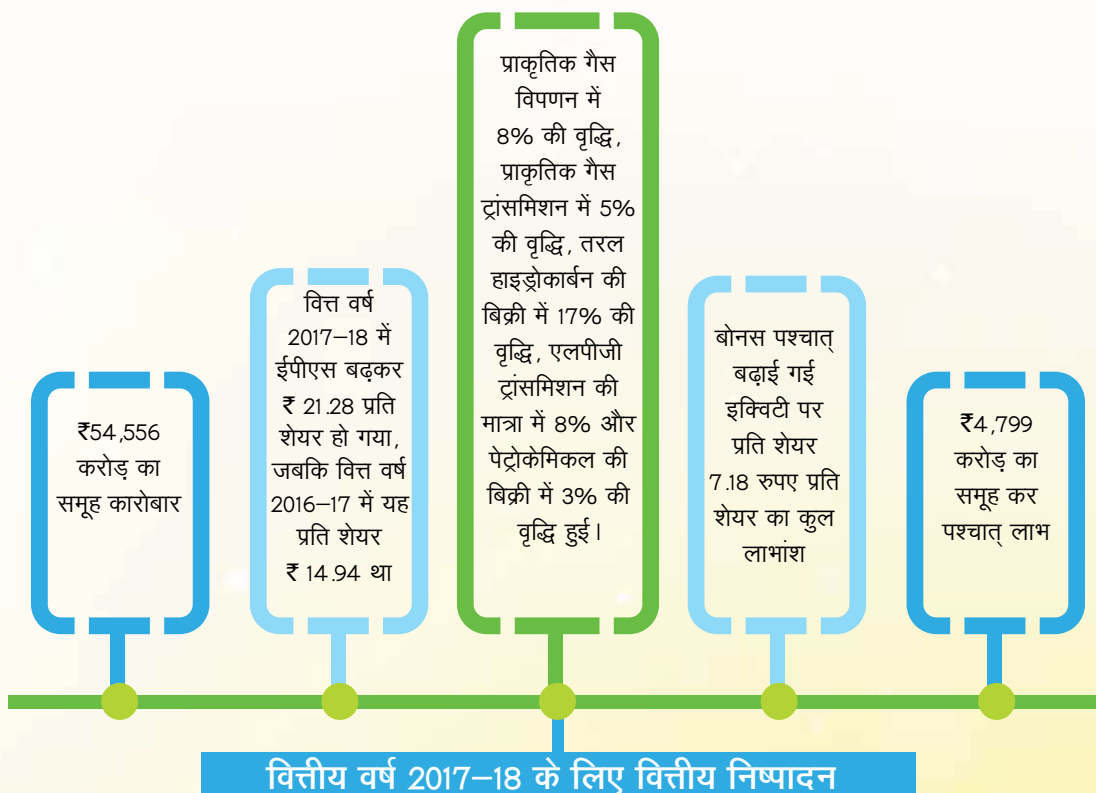 ₹54,556
करोड़ का
समूह कारोबार
वित्त वर्ष
2017–18 में
ईपीएस बढ़कर
₹ 21.28 प्रति
शेयर हो गया,
जबकि वित्त वर्ष
2016–17 में यह
प्रति शेयर
₹ 14.94 था
प्राकृतिक गैस
विपणन में
8% की वृद्धि,
प्राकृतिक गैस
ट्रांसमिशन में 5%
की वृद्धि, तरल
हाइड्रोकार्बन की
बिक्री में 17% की
वृद्धि, एलपीजी
ट्रांसमिशन की
मात्रा में 8% और
पेट्रोकेमिकल की
बिक्री में 3% की
वृद्धि हुई।
बोनस पश्चात्
बढ़ाई गई
इक्विटी पर
प्रति शेयर
7.18 रुपए प्रति
शेयर का कुल
लाभांश
₹4,799
करोड़ का
समूह कर
पश्चात् लाभ
वित्तीय वर्ष 2017–18 के लिए वित्तीय निष्पादन